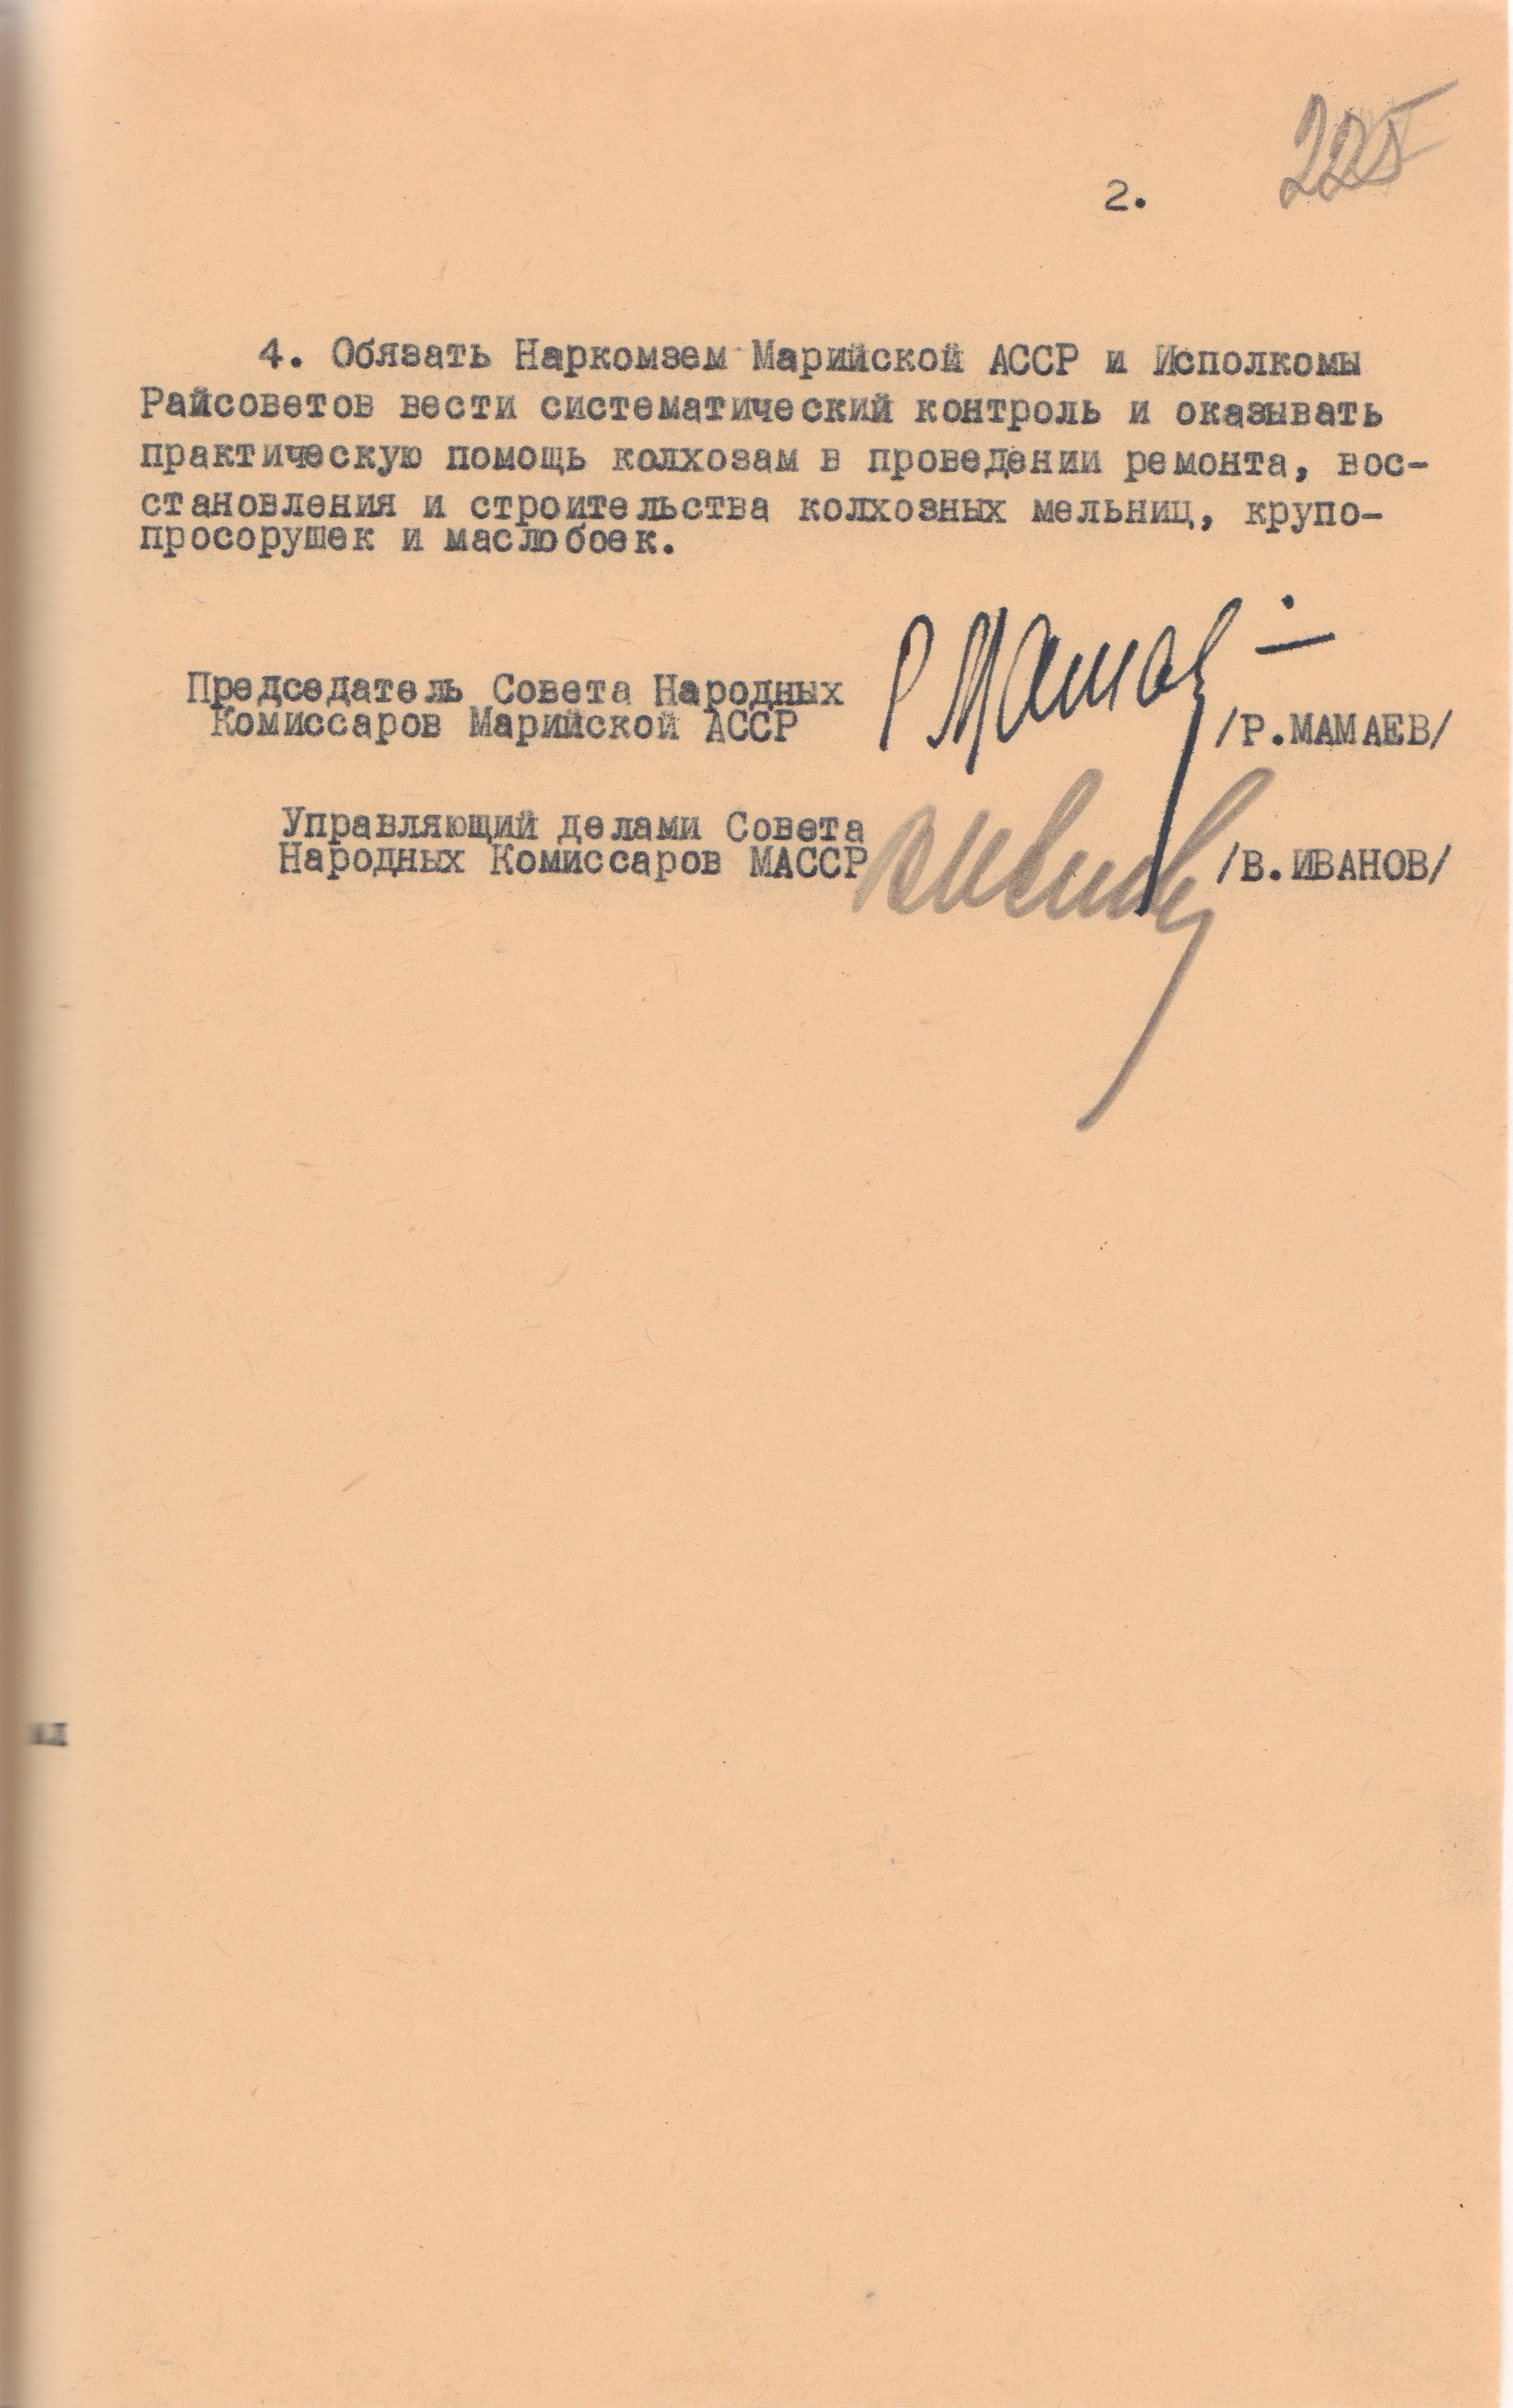 225
2.
4. Обязать Наркомзем Марийской АССР и Исполкомы
Райсоветов вести систематический контроль и оказывать
практическую помощь колхозам в проведении ремонта, вос-
становления и строительства колхозных мельниц, крупо-
просорушек и маслобоек.
Р Мамаев
Председатель Совета Народных
Комиссаров Марийской АССР /Р.МАМАЕВ/
Управляющий делами Совета
Народных Комиссаров МАССР /В.ИВАНОВ/
В Иванов